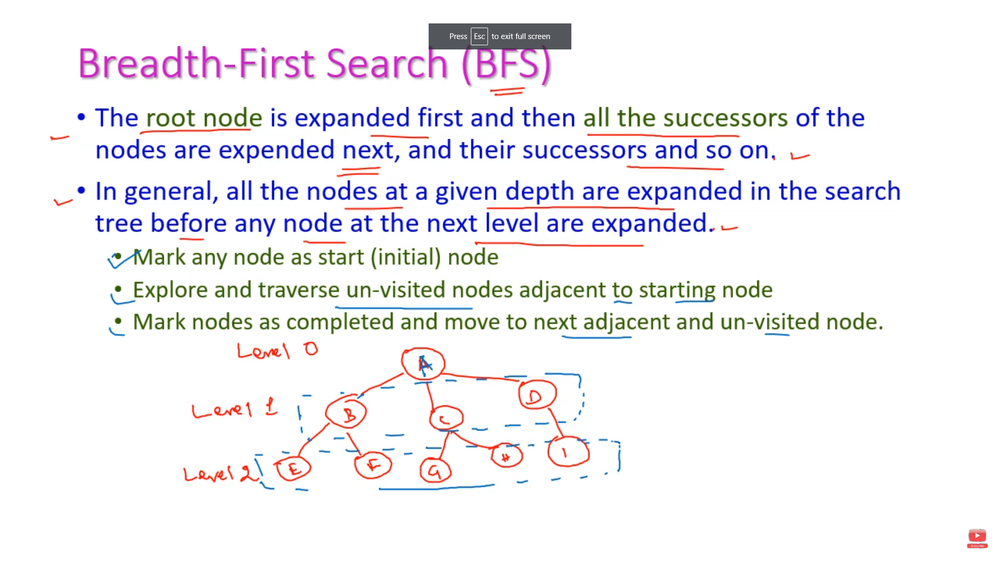 Press Esc to exit full screen
Breadth-First Search (BFS)
• The root node is expanded first and then all the successors of the
nodes are expended next, and their successors and so on.
• In general, all the nodes at a given depth are expanded in the search
tree before any node at the next level are expanded.
• Mark any node as start (initial) node
• Explore and traverse un-visited nodes adjacent to starting node
• Mark nodes as completed and move to next adjacent and un-visited node.
Level 0
A
D
Level 1
B
C
Level 2
E
F
G
H
I
Subscribe